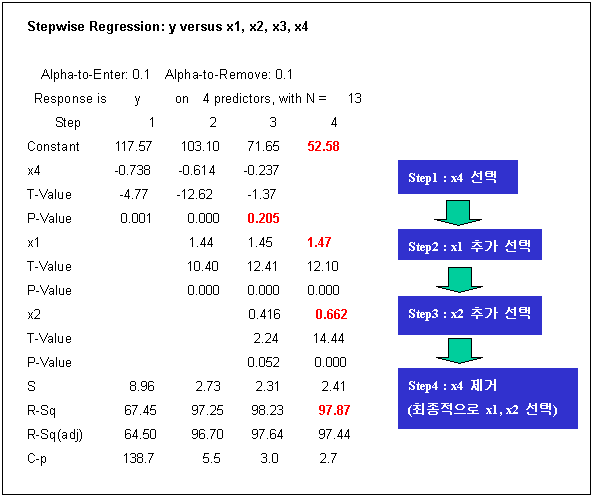 Stepwise Regression: y versus x1, x2, x3, x4
Alpha-to-Enter: 0.1 Alpha-to-Remove: 0.1
Response is y on 4 predictors, with N = 13
Step 1 2 3 4
Constant 117.57 103.10 71.65 52.58
x4 -0.738 -0.614 -0.237
T-Value -4.77 -12.62 -1.37
P-Value 0.001 0.000 0.205
x1 1.44 1.45 1.47
T-Value 10.40 12.41 12.10
P-Value 0.000 0.000 0.000
x2 0.416 0.662
T-Value 2.24 14.44
P-Value 0.052 0.000
S 8.96 2.73 2.31 2.41
R-Sq 67.45 97.25 98.23 97.87
R-Sq(adj) 64.50 96.70 97.64 97.44
C-p 138.7 5.5 3.0 2.7
Step1 : x4 선택
Step2 : x1 추가 선택
Step3 : x2 추가 선택
Step4 : x4 제거
(최종적으로 x1, x2 선택)